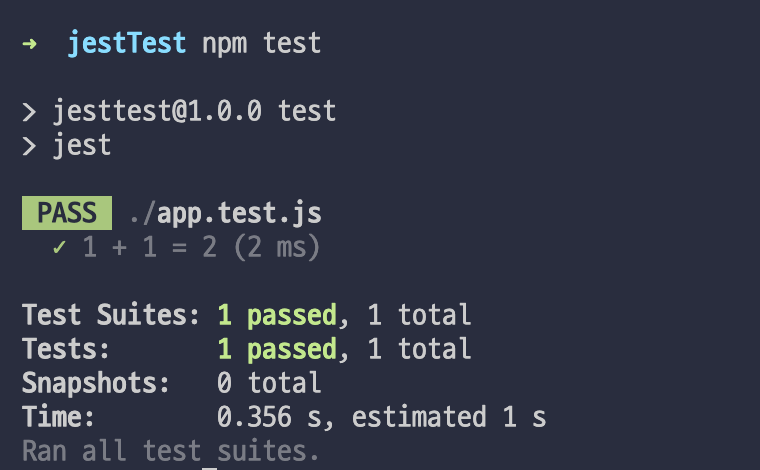 ➜ jestTest npm test
> jesttest@1.0.0 test
> jest
PASS ./app.test.js
✓ 1 + 1 = 2 (2 ms)
Test Suites: 1 passed, 1 total
Tests: 1 passed, 1 total
Snapshots: 0 total
Time: 0.356 s, estimated 1 s
Ran all test suites.